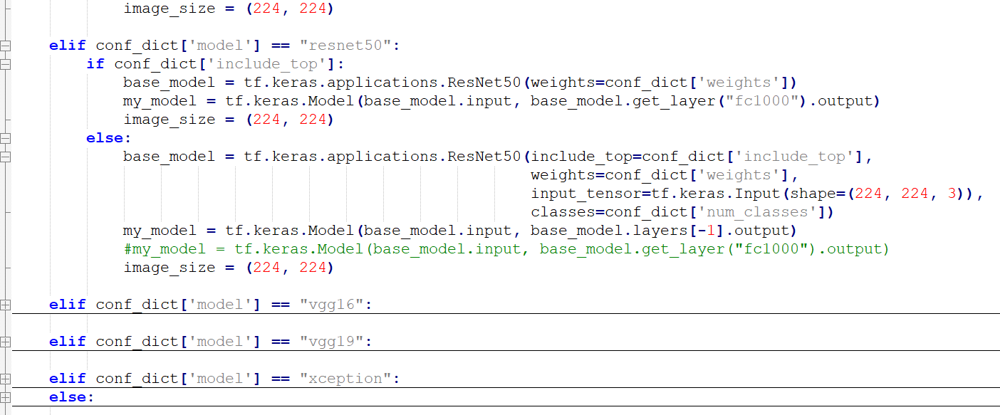 image_size = (224, 224)
elif conf_dict['model'] == "resnet50":
if conf_dict['include_top']:
base_model = tf.keras.applications.ResNet50(weights=conf_dict['weights'])
my_model = tf.keras.Model(base_model.input, base_model.get_layer("fc1000").output)
image_size = (224, 224)
else:
base_model = tf.keras.applications.ResNet50(include_top=conf_dict['include_top'],
weights=conf_dict['weights'],
input_tensor=tf.keras.Input(shape=(224, 224, 3)),
classes=conf_dict['num_classes'])
my_model = tf.keras.Model(base_model.input, base_model.layers[-1].output)
#my_model = tf.keras.Model(base_model.input, base_model.get_layer("fc1000").output)
image_size = (224, 224)
elif conf_dict['model'] == "vgg16":
elif conf_dict['model'] == "vgg19":
elif conf_dict['model'] == "xception":
else: